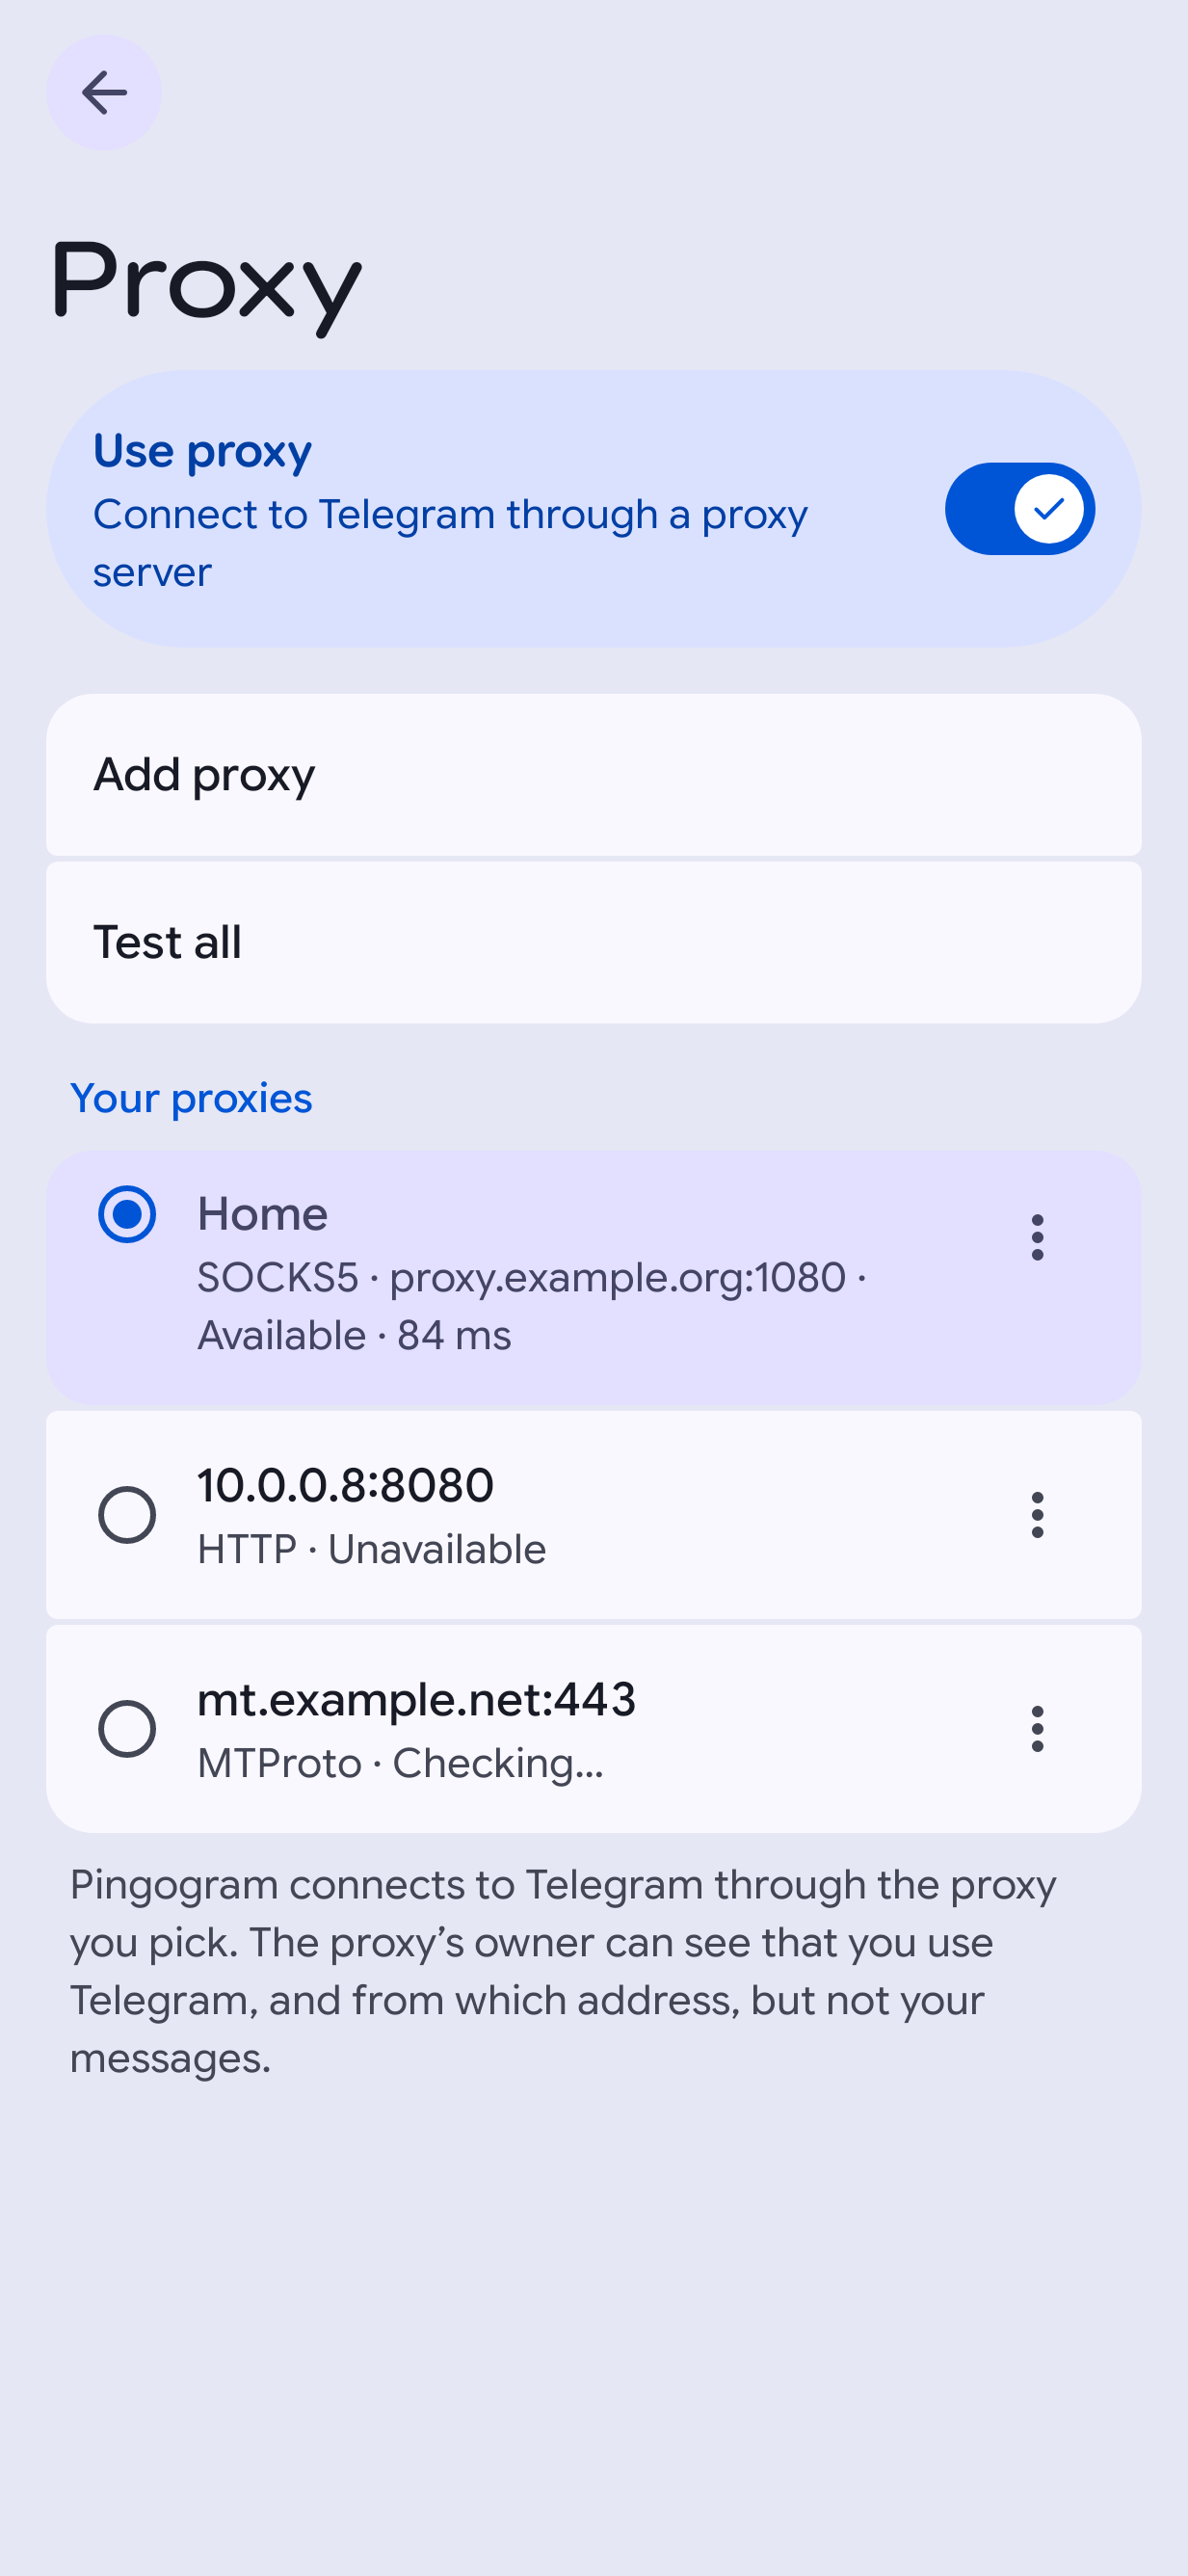 Proxy
Use proxy
Connect to Telegram through a proxy
server
Add proxy
Test all
Your proxies
Home
SOCKS5 · proxy.example.org:1080 ·
Available · 84 ms
10.0.0.8:8080
HTTP · Unavailable
mt.example.net:443
MTProto · Checking…
Pingogram connects to Telegram through the proxy
you pick. The proxy’s owner can see that you use
Telegram, and from which address, but not your
messages.